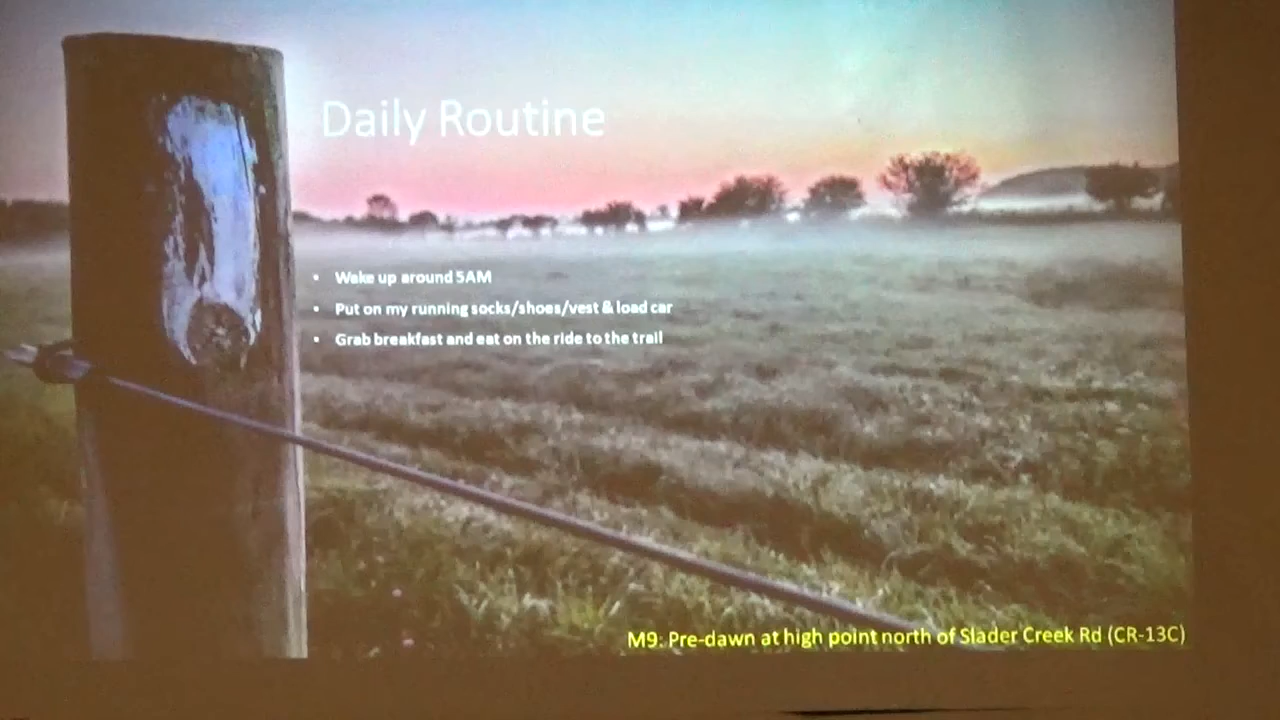 Daily Routine
• Wake up around 5AM
• Put on my running socks/shoes/vest & load car
• Grab breakfast and eat on the ride to the trail
M9: Pre-dawn at high point north of Slader Creek Rd (CR-13C)